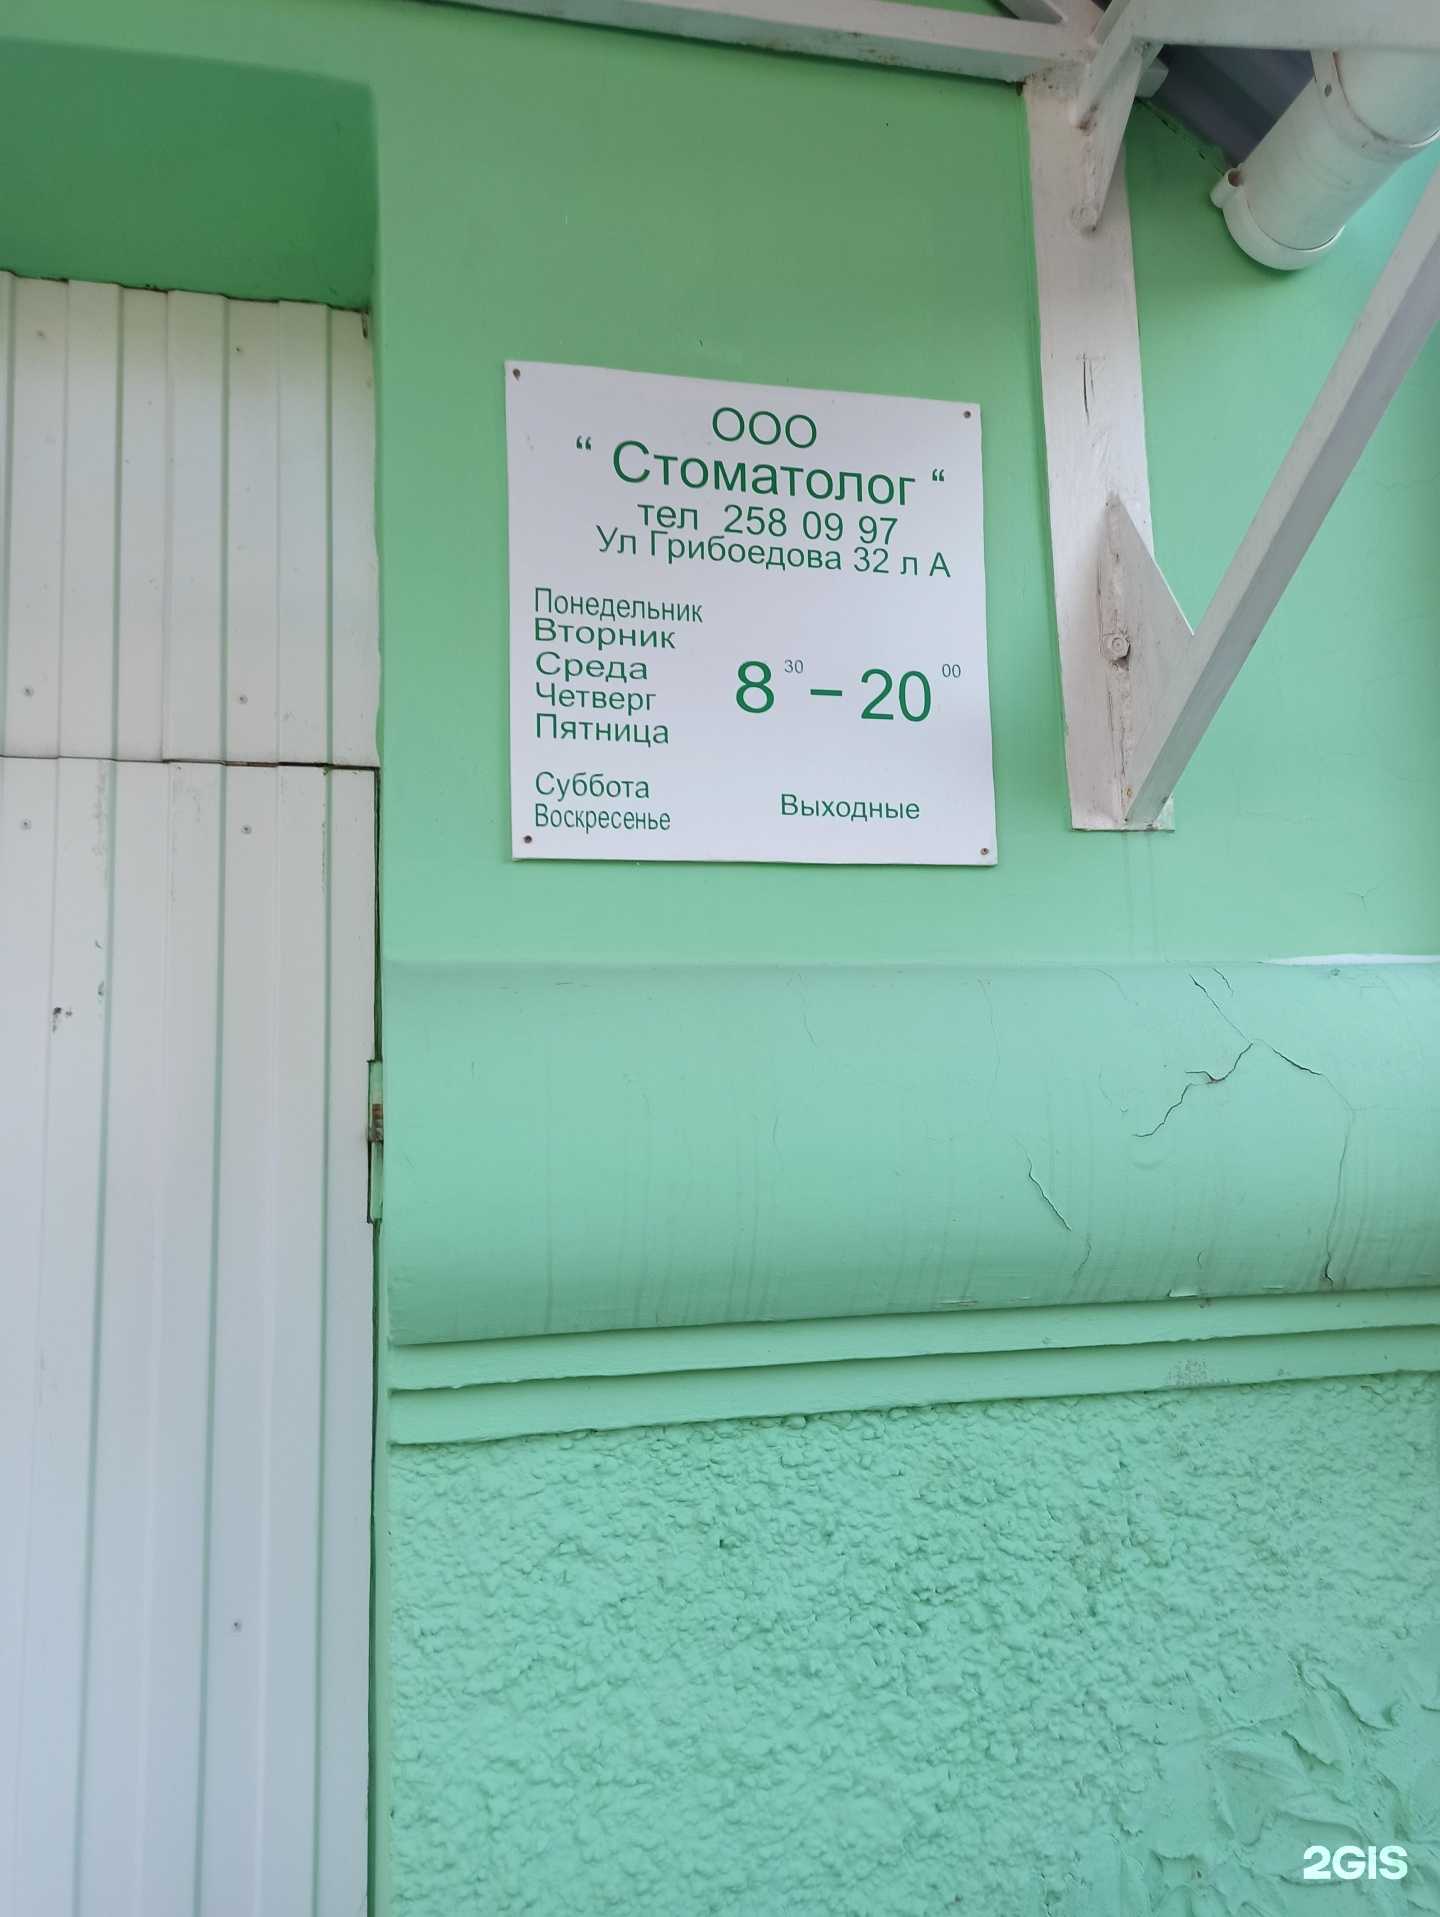 ООО
“ Стоматолог “
тел 258 09 97
Ул Грибоедова 32 л А
Понедельник
Вторник
Среда
Четверг
Пятница
8 30 – 20 00
Суббота
Воскресенье
Выходные
2GIS